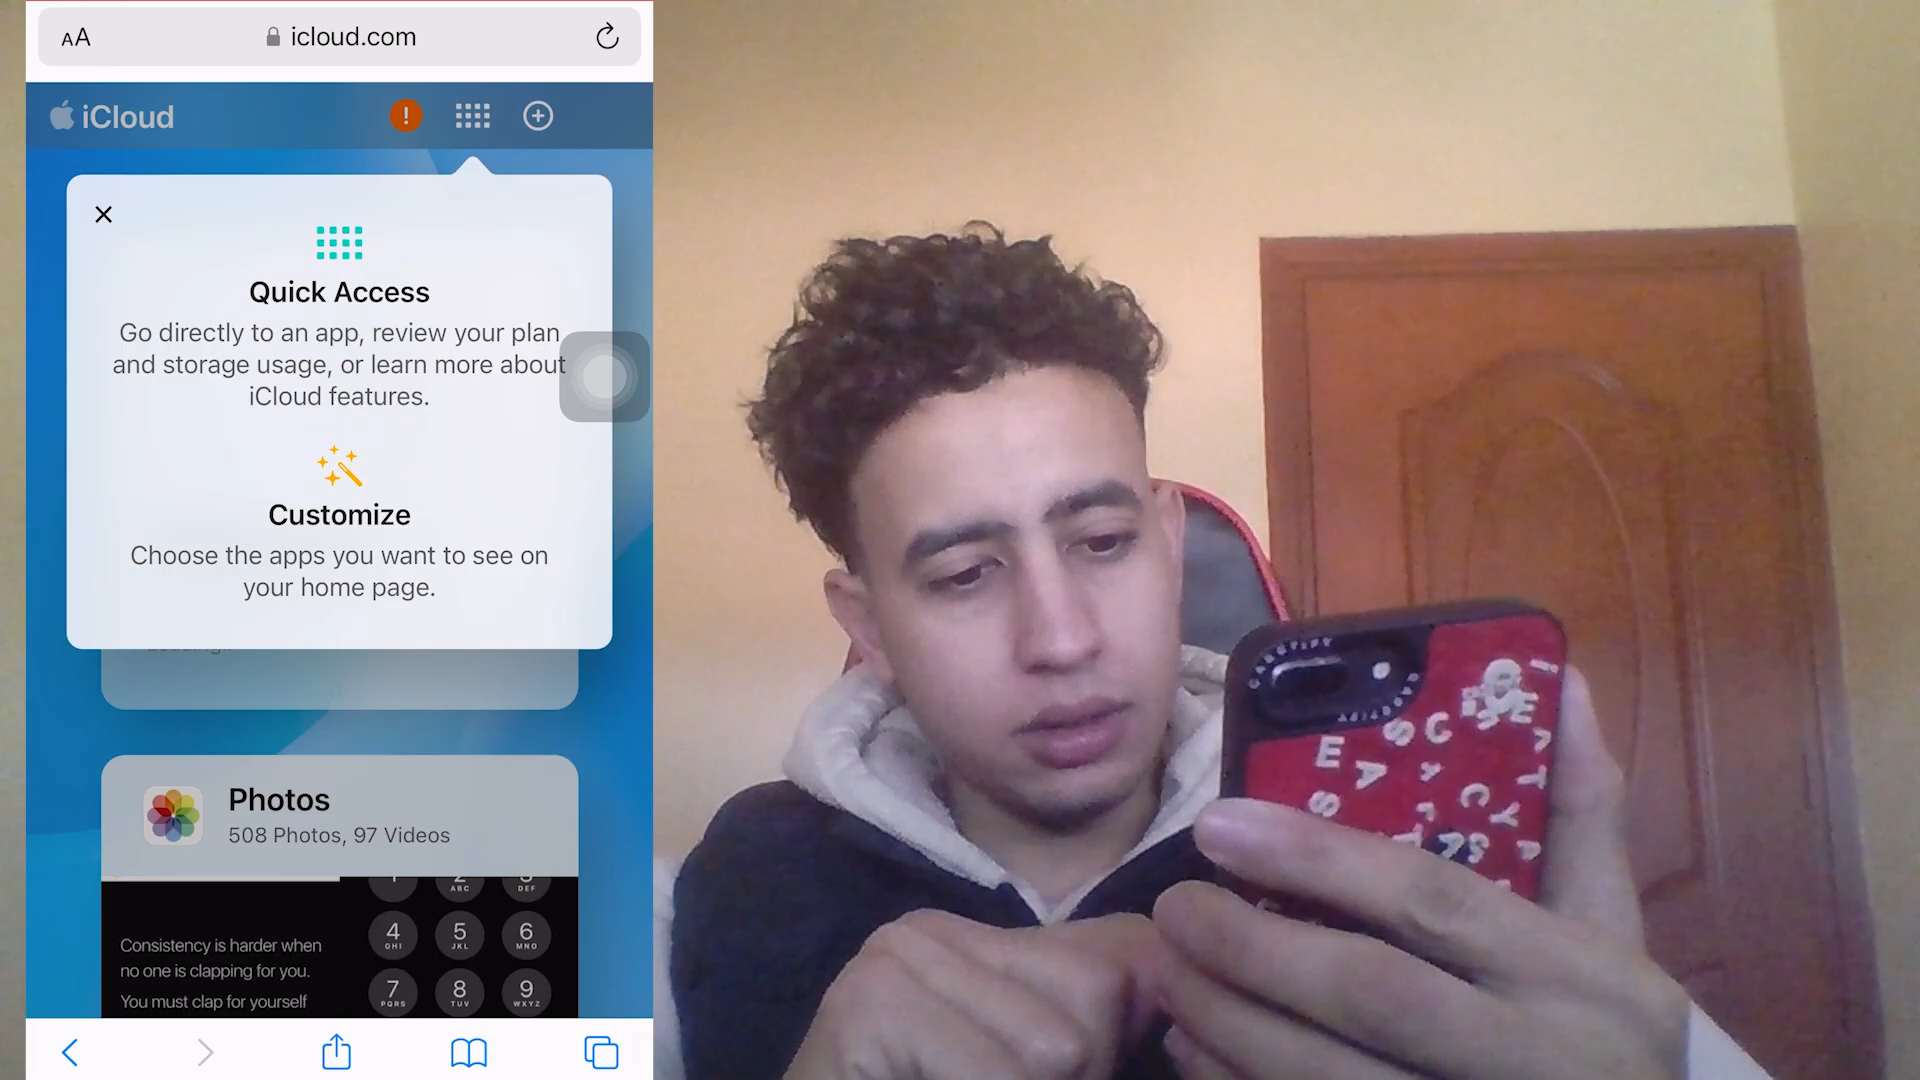 AA
icloud.com
iCloud
!
Quick Access
Go directly to an app, review your plan
and storage usage, or learn more about
iCloud features.
Customize
Choose the apps you want to see on
your home page.
Photos
508 Photos, 97 Videos
Consistency is harder when
no one is clapping for you.
You must clap for yourself
ABC
DEF
4 5 6
GHI JKL MNO
7 8 9
PQRS TUV WXYZ
CASETIFY